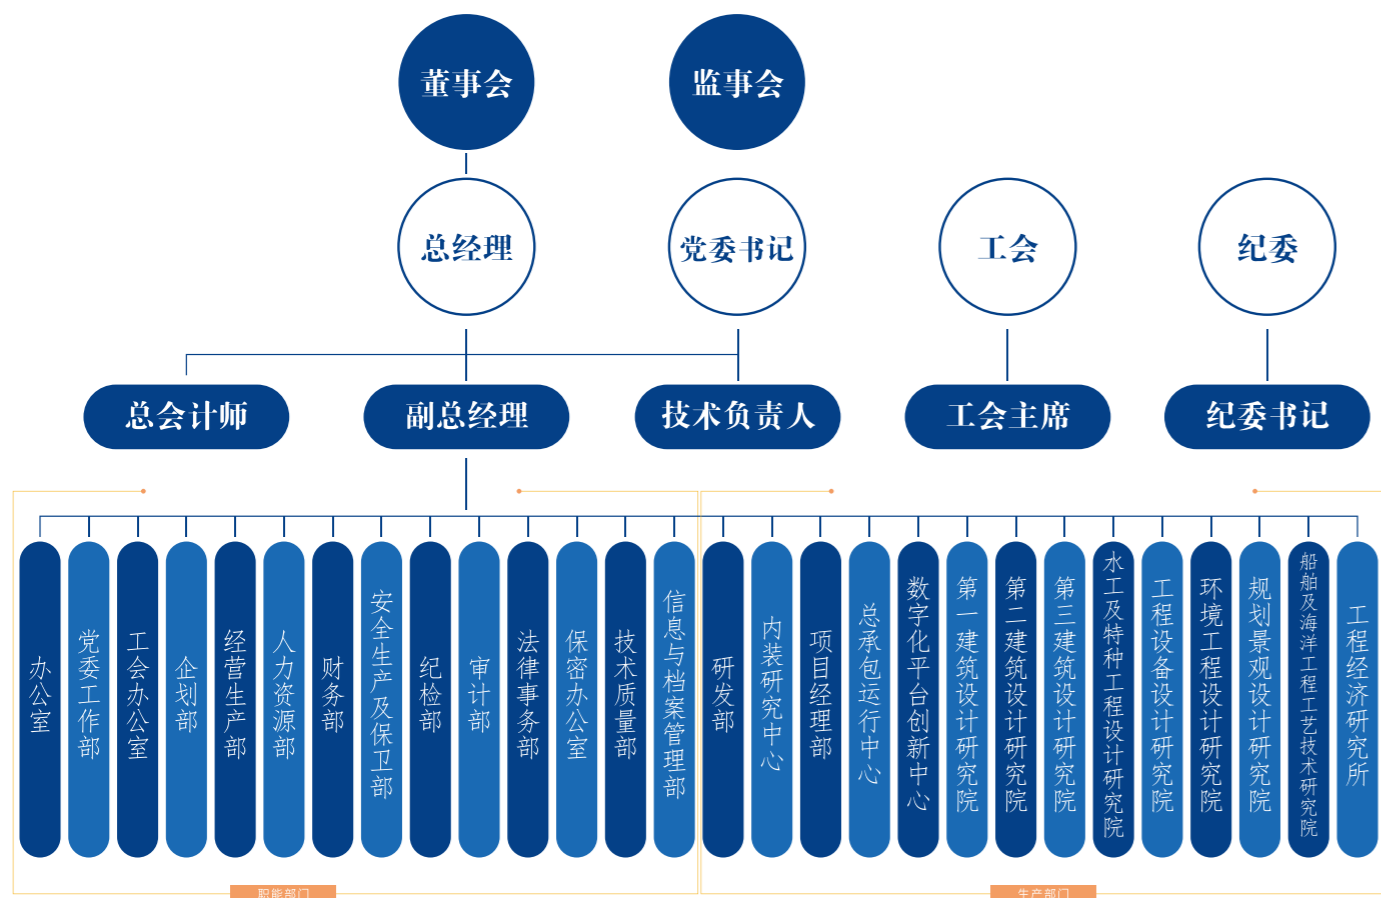 董事会
监事会
总经理
党委书记
工会
纪委
总会计师
副总经理
技术负责人
工会主席
纪委书记
办公室
党委工作部
工会办公室
企划部
经营生产部
人力资源部
财务部
安全生产及保卫部
纪检部
审计部
法律事务部
保密办公室
技术质量部
信息与档案管理部
研发部
内装研究中心
项目经理部
总承包运行中心
数字化平台创新中心
第一建筑设计研究院
第二建筑设计研究院
第三建筑设计研究院
水工及特种工程设计研究院
工程设备设计研究院
环境工程设计研究院
规划景观设计研究院
船舶及海洋工程工艺技术研究院
工程经济研究所
职能部门
生产部门